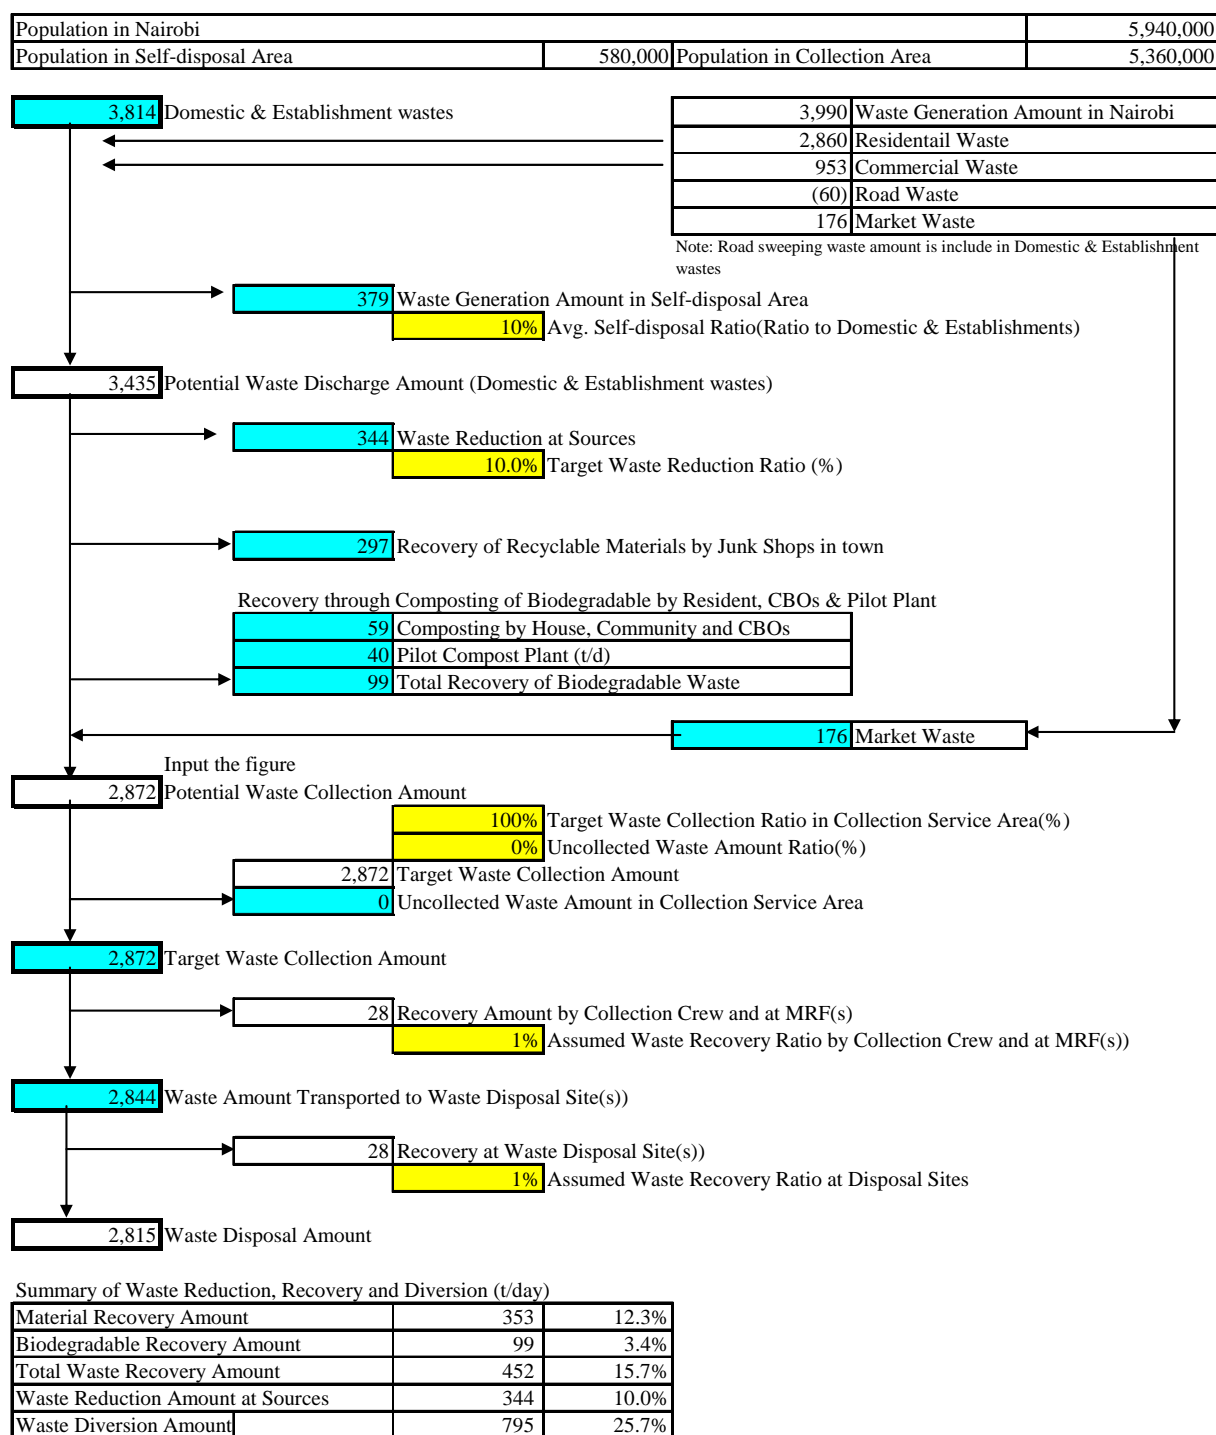 Population in Nairobi 5,940,000
Population in Self-disposal Area 580,000 Population in Collection Area 5,360,000
3,814 Domestic & Establishment wastes
3,990 Waste Generation Amount in Nairobi
2,860 Residentail Waste
953 Commercial Waste
(60) Road Waste
176 Market Waste
Note: Road sweeping waste amount is include in Domestic & Establishment
wastes
379 Waste Generation Amount in Self-disposal Area
10% Avg. Self-disposal Ratio(Ratio to Domestic & Establishments)
3,435 Potential Waste Discharge Amount (Domestic & Establishment wastes)
344 Waste Reduction at Sources
10.0% Target Waste Reduction Ratio (%)
297 Recovery of Recyclable Materials by Junk Shops in town
Recovery through Composting of Biodegradable by Resident, CBOs & Pilot Plant
59 Composting by House, Community and CBOs
40 Pilot Compost Plant (t/d)
99 Total Recovery of Biodegradable Waste
176 Market Waste
Input the figure
2,872 Potential Waste Collection Amount
100% Target Waste Collection Ratio in Collection Service Area(%)
0% Uncollected Waste Amount Ratio(%)
2,872 Target Waste Collection Amount
0 Uncollected Waste Amount in Collection Service Area
2,872 Target Waste Collection Amount
28 Recovery Amount by Collection Crew and at MRF(s)
1% Assumed Waste Recovery Ratio by Collection Crew and at MRF(s))
2,844 Waste Amount Transported to Waste Disposal Site(s))
28 Recovery at Waste Disposal Site(s))
1% Assumed Waste Recovery Ratio at Disposal Sites
2,815 Waste Disposal Amount
Summary of Waste Reduction, Recovery and Diversion (t/day)
Material Recovery Amount 353 12.3%
Biodegradable Recovery Amount 99 3.4%
Total Waste Recovery Amount 452 15.7%
Waste Reduction Amount at Sources 344 10.0%
Waste Diversion Amount 795 25.7%